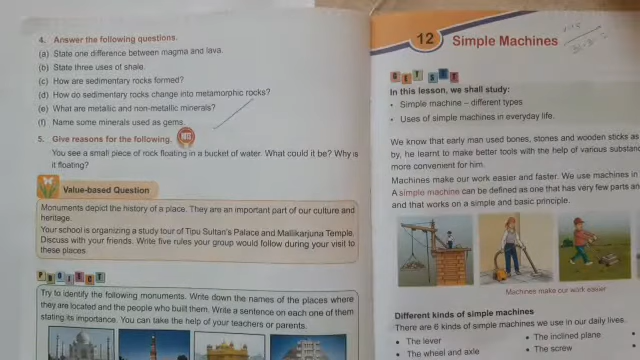 4. Answer the following questions.
(a) State one difference between magma and lava.
(b) State three uses of shale.
(c) How are sedimentary rocks formed?
(d) How do sedimentary rocks change into metamorphic rocks?
(e) What are metallic and non-metallic minerals?
(f) Name some minerals used as gems.
5. Give reasons for the following.
You see a small piece of rock floating in a bucket of water. What could it be? Why is
it floating?
Value-based Question
Monuments depict the history of a place. They are an important part of our culture and
heritage.
Your school is organizing a study tour of Tipu Sultan's Palace and Mallikarjuna Temple.
Discuss with your friends. Write five rules your group would follow during your visit to
these places.
PROJECT
Try to identify the following monuments. Write down the names of the places where
they are located and the people who built them. Write a sentence on each one of them
stating its importance. You can take the help of your teachers or parents.
12 Simple Machines
GET SET
In this lesson, we shall study:
• Simple machine – different types
• Uses of simple machines in everyday life.
We know that early man used bones, stones and wooden sticks as
by, he learnt to make better tools with the help of various
more convenient for him.
Machines make our work easier and faster. We use machines in
A simple machine can be defined as one that has very few parts an
and that works on a simple and basic principle.
Machines make our work easier
Different kinds of simple machines
There are 6 kinds of simple machines we use in our daily lives.
• The lever
• The inclined plane
• The wheel and axle
• The screw